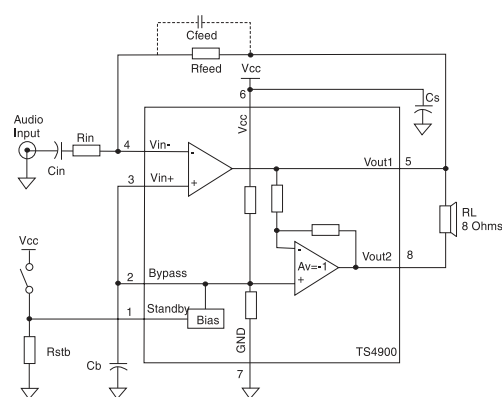 Cfeed
Rfeed
Vcc
6
Vcc
Cs
Audio
Input
Cin
Rin
4
Vin-
-
3
Vin+
+
Vout1
5
RL
8 Ohms
-
Av=-1
+
Vout2
8
Vcc
2
Bypass
1
Standby
Bias
Rstb
Cb
GND
7
TS4900